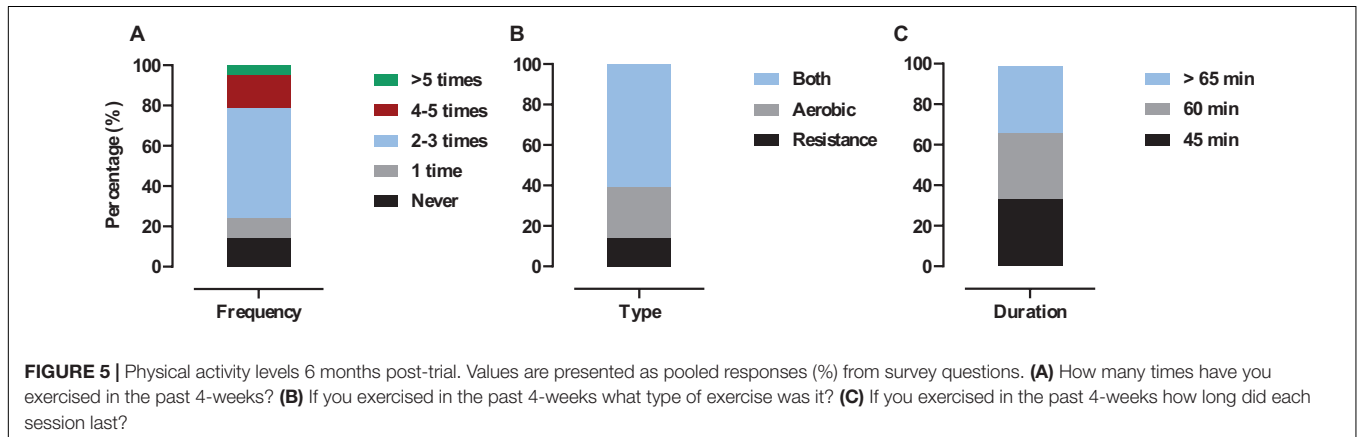 A
B
C
Percentage (%)
100
80
60
40
20
0
>5 times
4-5 times
2-3 times
1 time
Never
Frequency
100
80
60
40
20
0
Both
Aerobic
Resistance
Type
100
80
60
40
20
0
> 65 min
60 min
45 min
Duration
FIGURE 5 | Physical activity levels 6 months post-trial. Values are presented as pooled responses (%) from survey questions. (A) How many times have you
exercised in the past 4-weeks? (B) If you exercised in the past 4-weeks what type of exercise was it? (C) If you exercised in the past 4-weeks how long did each
session last?